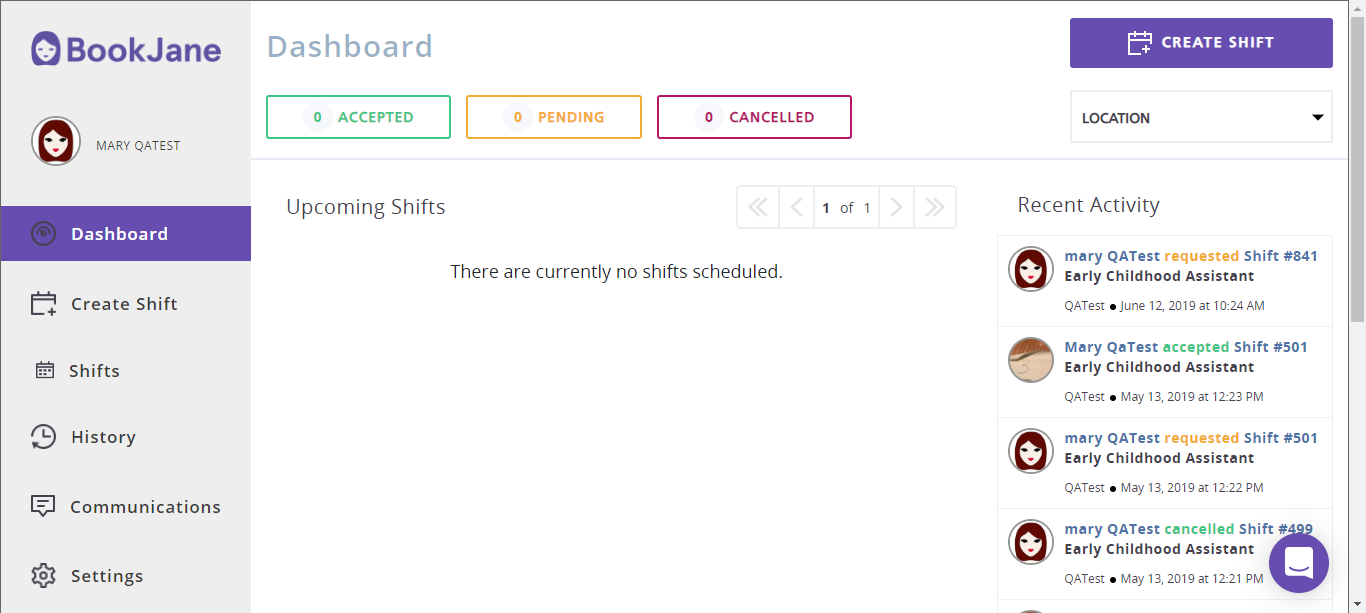 BookJane
MARY QATEST
Dashboard
Create Shift
Shifts
History
Communications
Settings
Dashboard
CREATE SHIFT
0 ACCEPTED
0 PENDING
0 CANCELLED
LOCATION
Upcoming Shifts
1 of 1
There are currently no shifts scheduled.
Recent Activity
mary QATest requested Shift #841
Early Childhood Assistant
QATest ● June 12, 2019 at 10:24 AM
Mary QaTest accepted Shift #501
Early Childhood Assistant
QATest ● May 13, 2019 at 12:23 PM
mary QATest requested Shift #501
Early Childhood Assistant
QATest ● May 13, 2019 at 12:22 PM
mary QATest cancelled Shift #499
Early Childhood Assistant
QATest ● May 13, 2019 at 12:21 PM